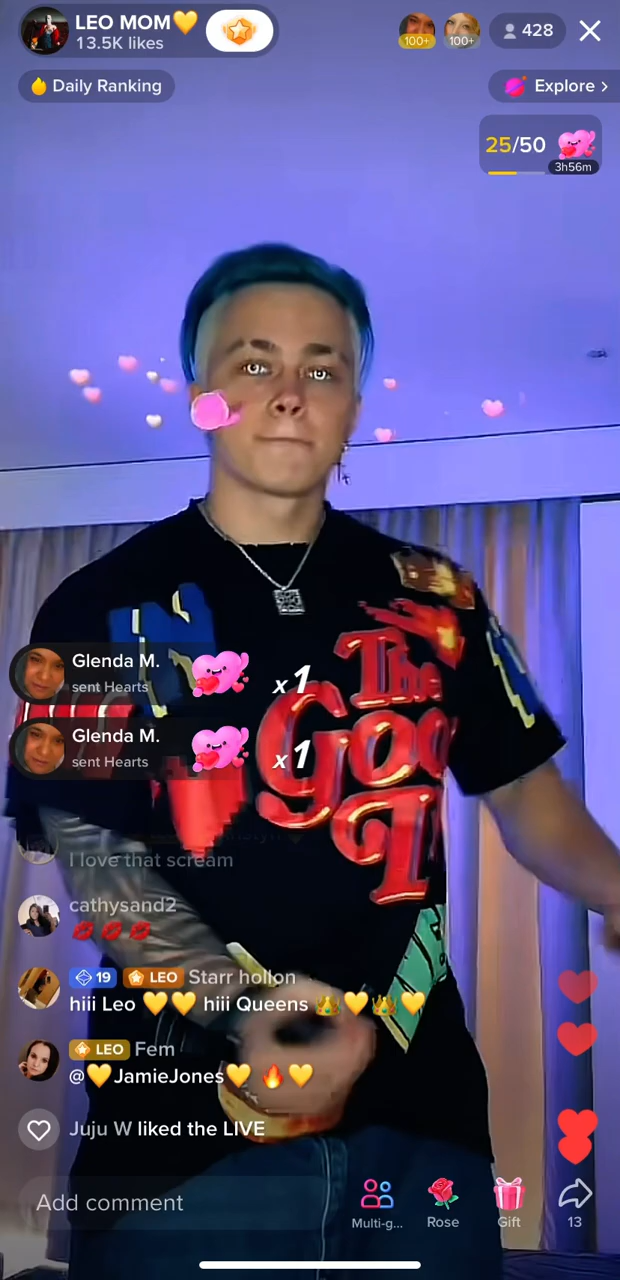 LEO MOM💛
13.5K likes
100+
100+
428
Daily Ranking
Explore >
25/50
3h56m
The
Goo
Glenda M.
sent Hearts
x1
Glenda M.
sent Hearts
x1
I love that scream
cathysand2
💋💋💋
19 LEO Starr hollon
hiii Leo 💛💛 hiii Queens 👑💛👑💛
LEO Fem
@💛JamieJones💛 🔥💛
Juju W liked the LIVE
Add comment
Multi-g...
Rose
Gift
13